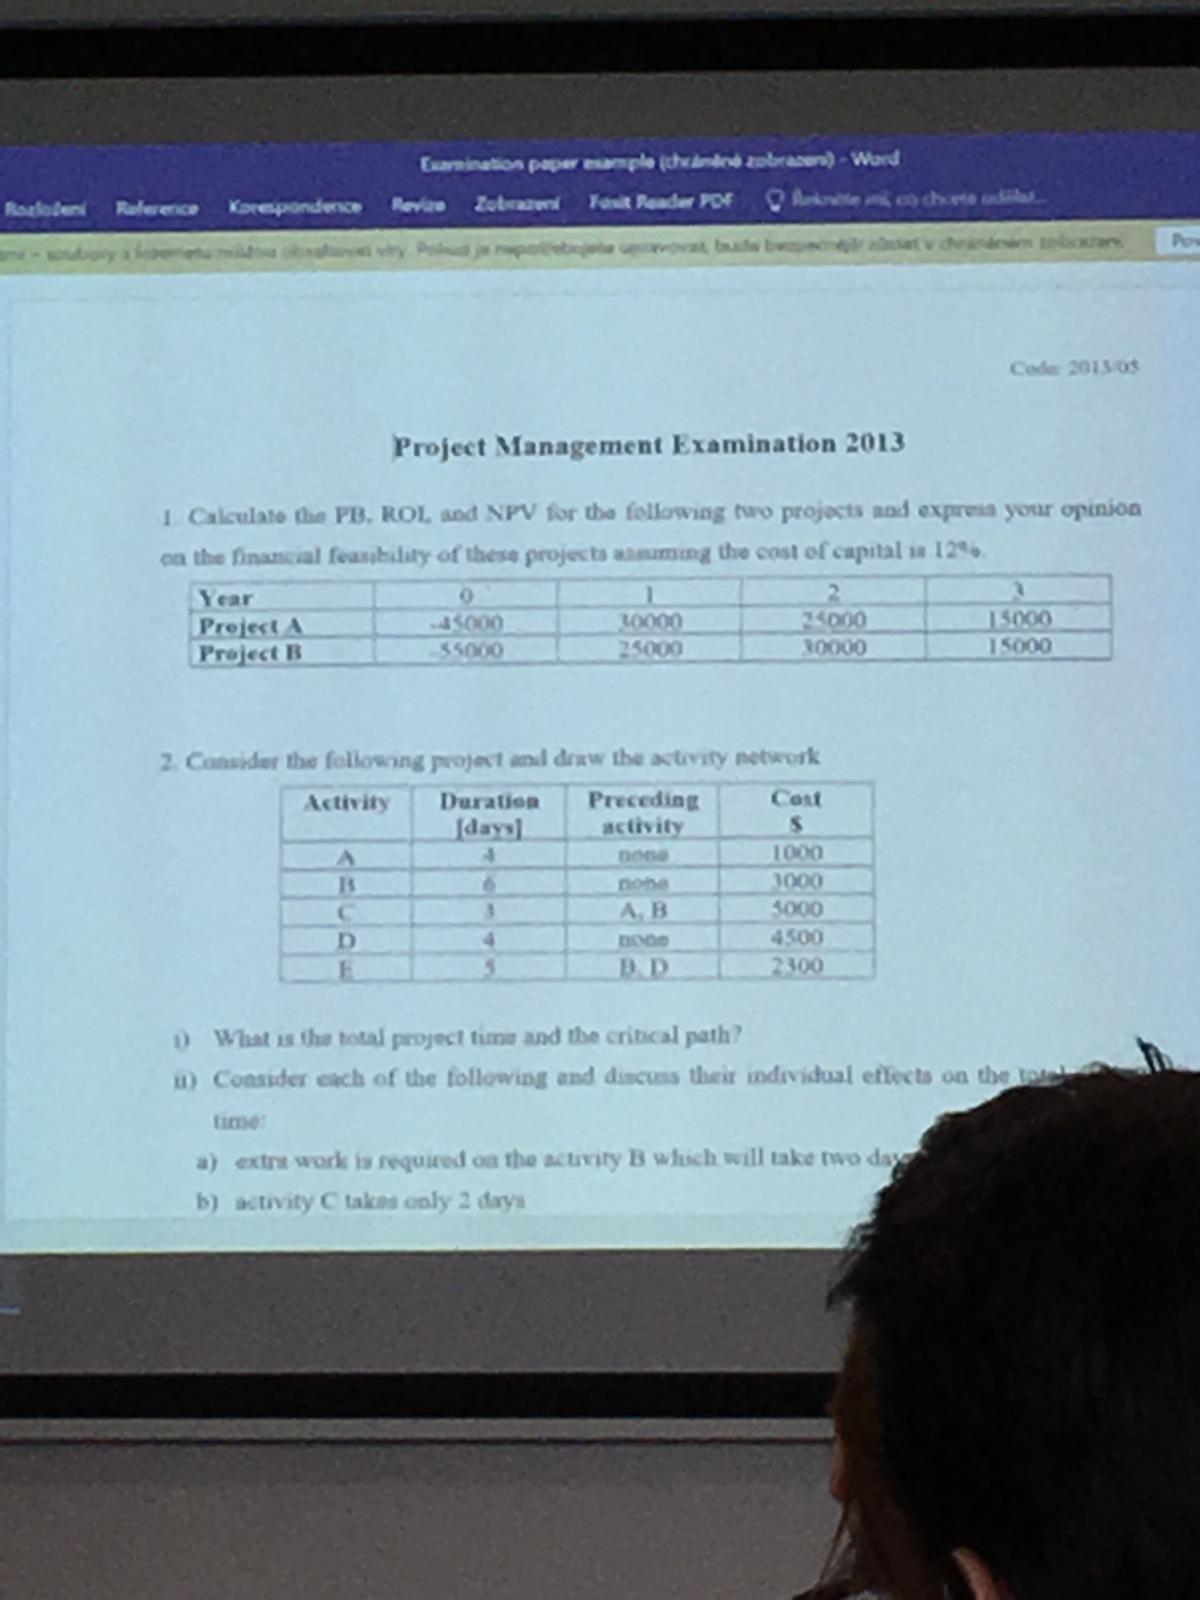 Examination paper example (chráněné zobrazení) - Word
Rozložení Reference Korespondence Revize Zobrazení Foxit Reader PDF Řekněte mi, co chcete udělat...
soubory z Internetu můžou obsahovat viry. Pokud je nepotřebujete upravovat, bude bezpečnější zůstat v chráněném zobrazení. Pov
Code: 2013/05
Project Management Examination 2013
1. Calculate the PB, ROI, and NPV for the following two projects and express your opinion
on the financial feasibility of these projects assuming the cost of capital is 12%.
Year 0 1 2 3
Project A -45000 30000 25000 15000
Project B -55000 25000 30000 15000
2. Consider the following project and draw the activity network
Activity Duration Preceding Cost
[days] activity $
A 4 none 1000
B 6 none 3000
C 3 A, B 5000
D 4 none 4500
E 5 B, D 2300
i) What is the total project time and the critical path?
ii) Consider each of the following and discuss their individual effects on the total
time:
a) extra work is required on the activity B which will take two day
b) activity C takes only 2 days